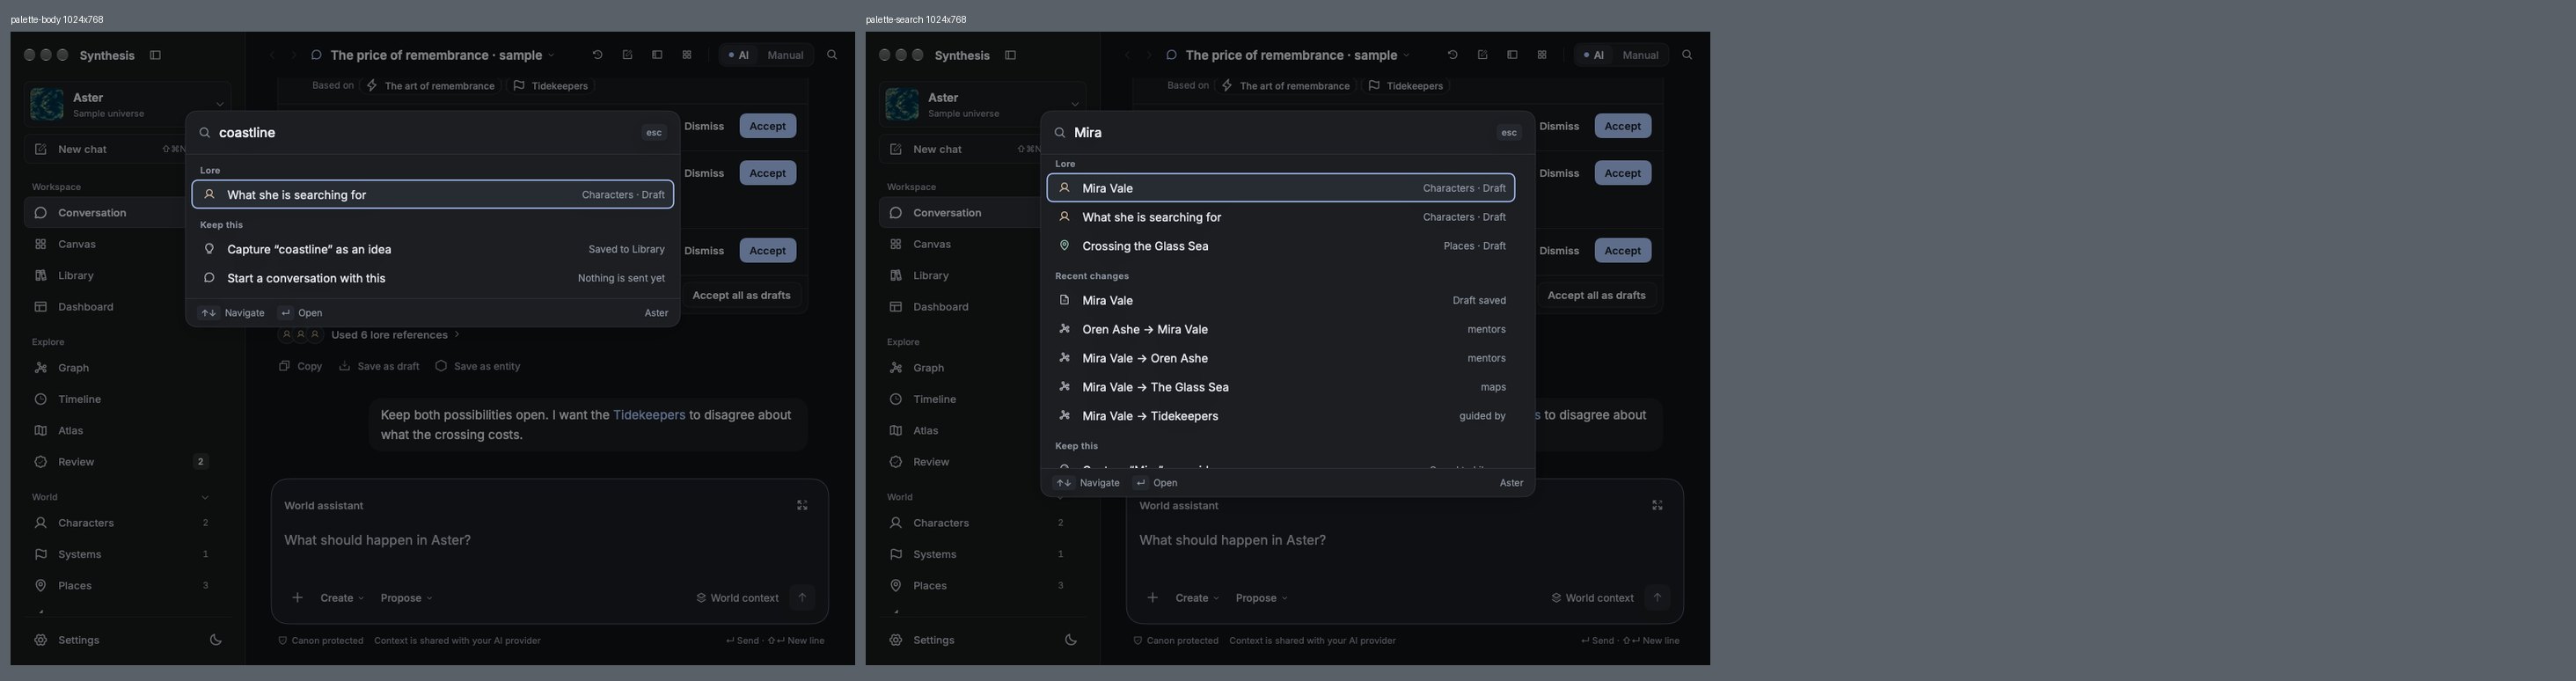 palette-body 1024x768
Synthesis
The price of remembrance · sample
AI Manual
Aster
Sample universe
Based on The art of remembrance Tidekeepers
coastline esc
Dismiss Accept
New chat ⇧⌘N
Lore
Dismiss Accept
Workspace
What she is searching for Characters · Draft
Conversation
Keep this
Canvas
Capture “coastline” as an idea Saved to Library
Dismiss Accept
Library
Start a conversation with this Nothing is sent yet
Accept all as drafts
Dashboard
↑↓ Navigate ↵ Open Aster
Used 6 lore references
Explore
Graph
Copy Save as draft Save as entity
Timeline
Keep both possibilities open. I want the Tidekeepers to disagree about
what the crossing costs.
Atlas
Review 2
World
World assistant
Characters 2
What should happen in Aster?
Systems 1
Places 3
Create Propose World context
Settings
Canon protected Context is shared with your AI provider ↵ Send · ⇧↵ New line
palette-search 1024x768
Synthesis
The price of remembrance · sample
AI Manual
Aster
Sample universe
Based on The art of remembrance Tidekeepers
Mira esc
Dismiss Accept
New chat ⇧⌘N
Lore
Dismiss Accept
Workspace
Mira Vale Characters · Draft
Conversation
What she is searching for Characters · Draft
Canvas
Crossing the Glass Sea Places · Draft
Dismiss Accept
Library
Recent changes
Accept all as drafts
Dashboard
Mira Vale Draft saved
Oren Ashe → Mira Vale mentors
Explore
Mira Vale → Oren Ashe mentors
Graph
Mira Vale → The Glass Sea maps
Timeline
Mira Vale → Tidekeepers guided by
s to disagree about
Atlas
Keep this
Review
↑↓ Navigate ↵ Open Aster
World
World assistant
Characters 2
What should happen in Aster?
Systems 1
Places 3
Create Propose World context
Settings
Canon protected Context is shared with your AI provider ↵ Send · ⇧↵ New line